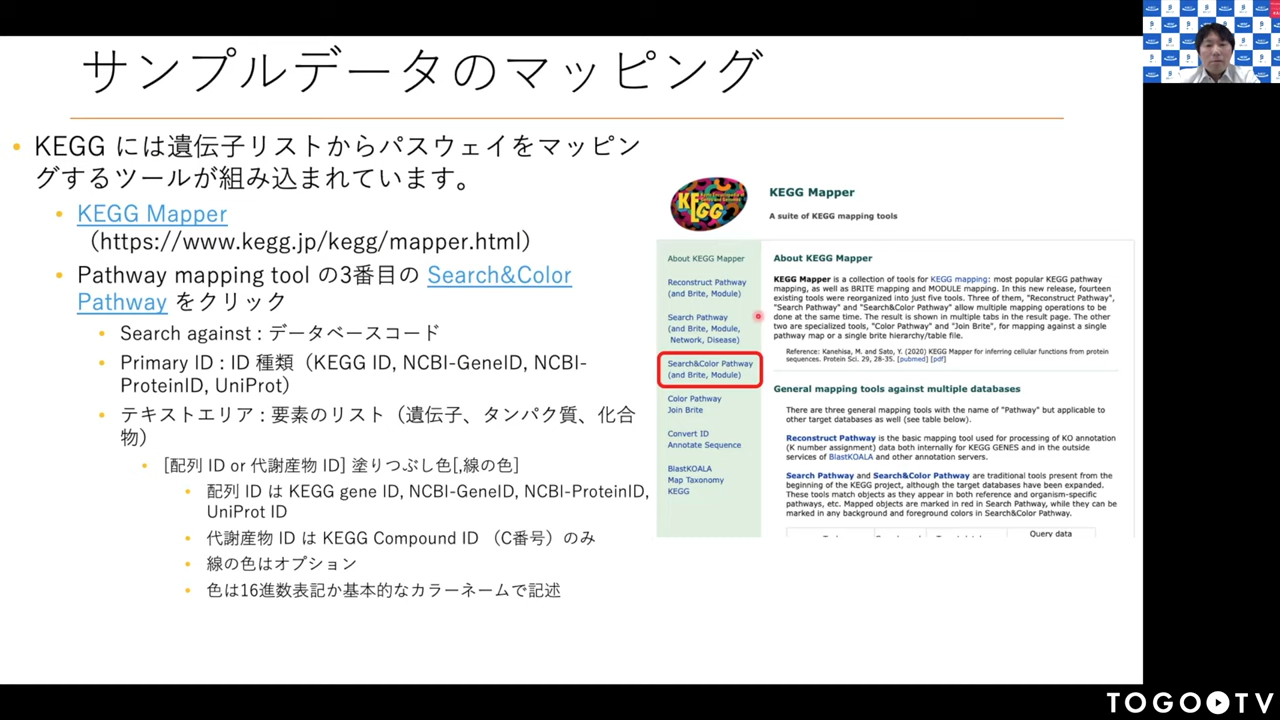 サンプルデータのマッピング
• KEGG には遺伝子リストからパスウェイをマッピン
グするツールが組み込まれています。
• KEGG Mapper
（https://www.kegg.jp/kegg/mapper.html）
• Pathway mapping tool の3番目の Search&Color
Pathway をクリック
• Search against : データベースコード
• Primary ID : ID 種類（KEGG ID, NCBI-GeneID, NCBI-
ProteinID, UniProt）
• テキストエリア : 要素のリスト（遺伝子、タンパク質、化合
物）
• [配列 ID or 代謝産物 ID] 塗りつぶし色[,線の色]
• 配列 ID は KEGG gene ID, NCBI-GeneID, NCBI-ProteinID,
UniProt ID
• 代謝産物 ID は KEGG Compound ID （C番号）のみ
• 線の色はオプション
• 色は16進数表記か基本的なカラーネームで記述
KEGG
KEGG Mapper
A suite of KEGG mapping tools
About KEGG Mapper
Reconstruct Pathway
(and Brite, Module)
Search Pathway
(and Brite, Module,
Network, Disease)
Search&Color Pathway
(and Brite, Module)
Color Pathway
Join Brite
Convert ID
Annotate Sequence
BlastKOALA
Map Taxonomy
KEGG
About KEGG Mapper
KEGG Mapper is a collection of tools for KEGG mapping: most popular KEGG pathway
mapping, as well as BRITE mapping and MODULE mapping. In this new release, fourteen
existing tools were reorganized into just five tools. Three of them, "Reconstruct Pathway",
"Search Pathway" and "Search&Color Pathway" allow multiple mapping operations to be
done at the same time. The result is shown in multiple tabs in the result page. The other
two are specialized tools, "Color Pathway" and "Join Brite", for mapping against a single
pathway map or a single brite hierarchy/table file.
Reference: Kanehisa, M. and Sato, Y. (2020) KEGG Mapper for inferring cellular functions from protein
sequences. Protein Sci. 29, 28-35. [pubmed] [pdf]
General mapping tools against multiple databases
There are three general mapping tools with the name of "Pathway" but applicable to
other target databases as well (see table below).
Reconstruct Pathway is the basic mapping tool used for processing of KO annotation
(K number assignment) data both internally for KEGG GENES and in the outside
services of BlastKOALA and other annotation servers.
Search Pathway and Search&Color Pathway are traditional tools present from the
beginning of the KEGG project, although the target databases have been expanded.
These tools match objects as they appear in both reference and organism-specific
pathways, etc. Mapped objects are marked in red in Search Pathway, while they can be
marked in any background and foreground colors in Search&Color Pathway.
Query data
TOGO TV